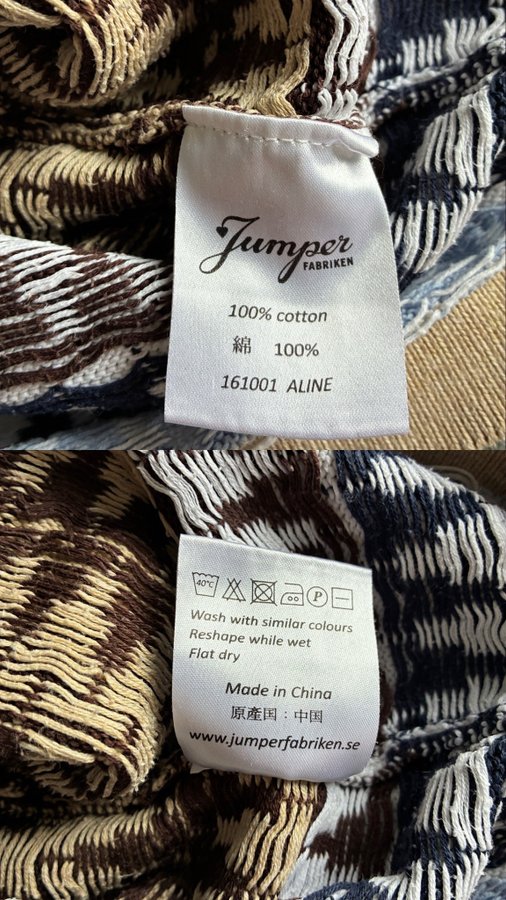 Jumper
FABRIKEN
100% cotton
綿 100%
161001 ALINE
40°C P
Wash with similar colours
Reshape while wet
Flat dry
Made in China
原産国：中国
www.jumperfabriken.se